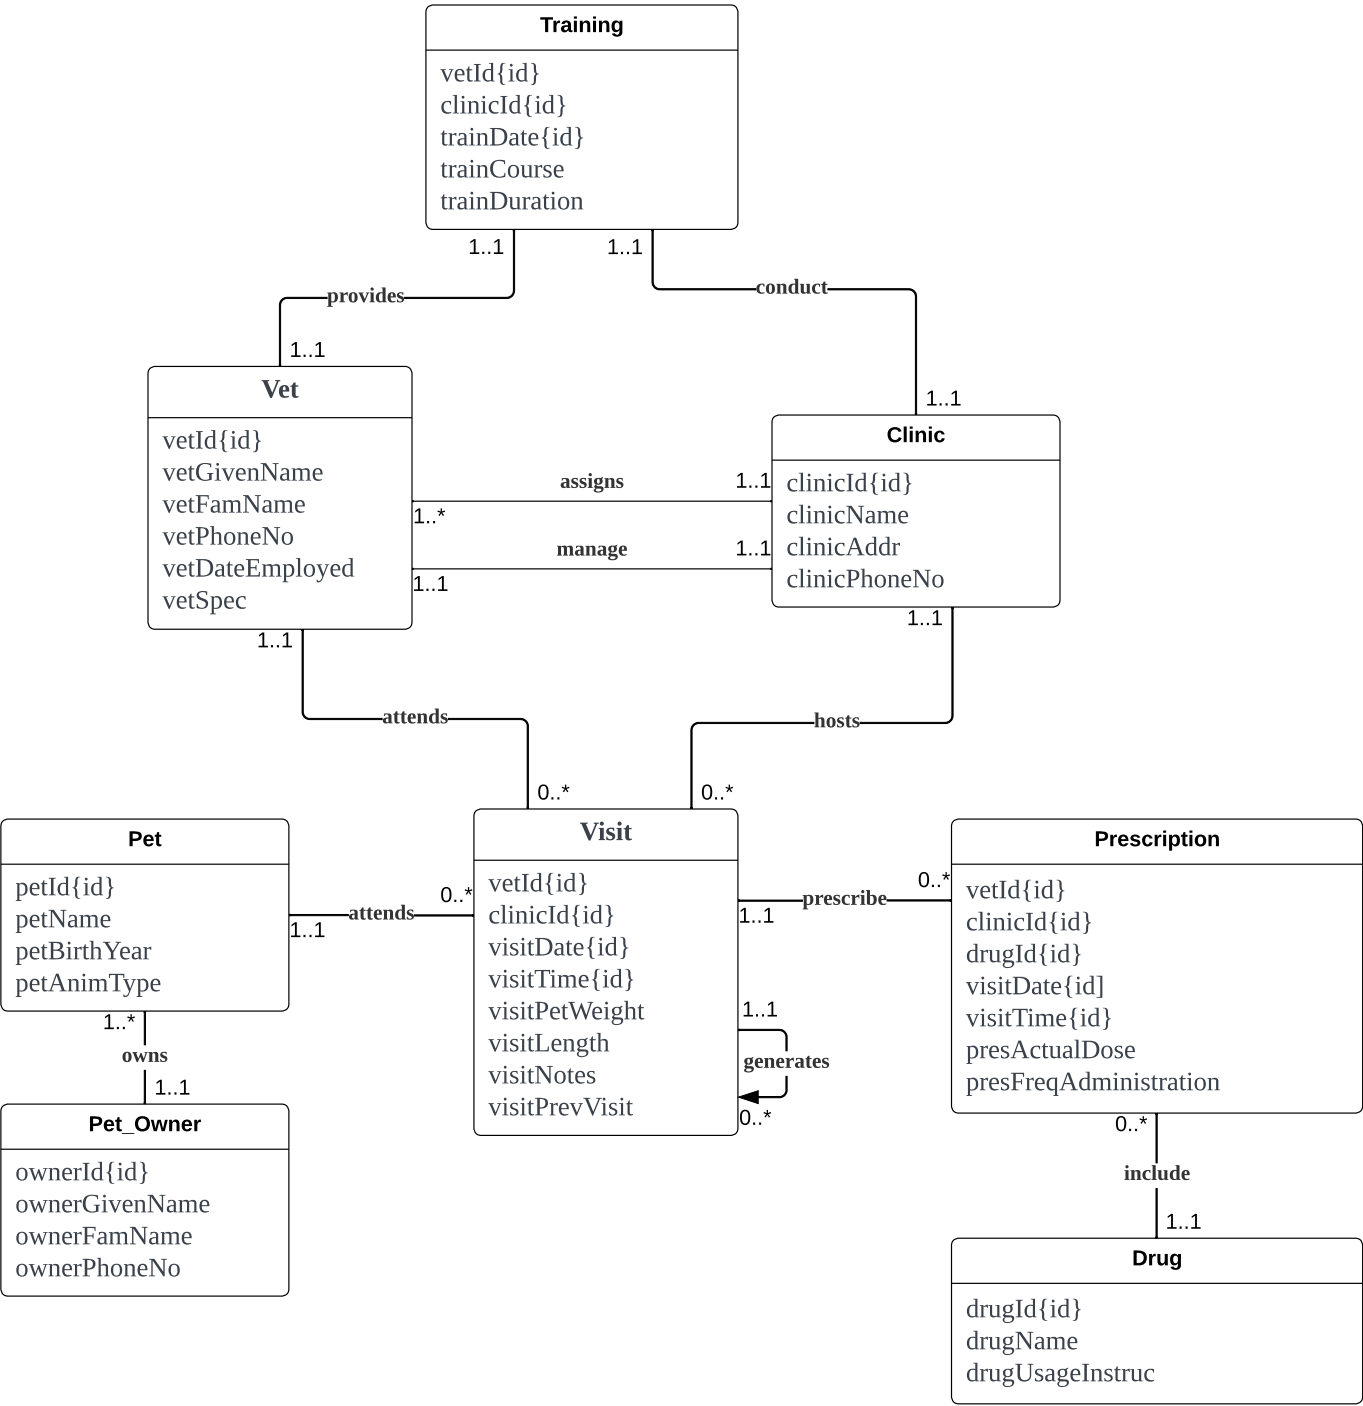 Training
vetId{id}
clinicId{id}
trainDate{id}
trainCourse
trainDuration
1..1
1..1
provides
conduct
1..1
1..1
Vet
vetId{id}
vetGivenName
vetFamName
vetPhoneNo
vetDateEmployed
vetSpec
Clinic
clinicId{id}
clinicName
clinicAddr
clinicPhoneNo
assigns
1..1
1..*
manage
1..1
1..1
1..1
1..1
attends
hosts
0..*
0..*
Pet
petId{id}
petName
petBirthYear
petAnimType
attends
0..*
1..1
Visit
vetId{id}
clinicId{id}
visitDate{id}
visitTime{id}
visitPetWeight
visitLength
visitNotes
visitPrevVisit
prescribe
0..*
1..1
1..1
generates
0..*
Prescription
vetId{id}
clinicId{id}
drugId{id}
visitDate{id]
visitTime{id}
presActualDose
presFreqAdministration
1..*
owns
1..1
Pet_Owner
ownerId{id}
ownerGivenName
ownerFamName
ownerPhoneNo
0..*
include
1..1
Drug
drugId{id}
drugName
drugUsageInstruc